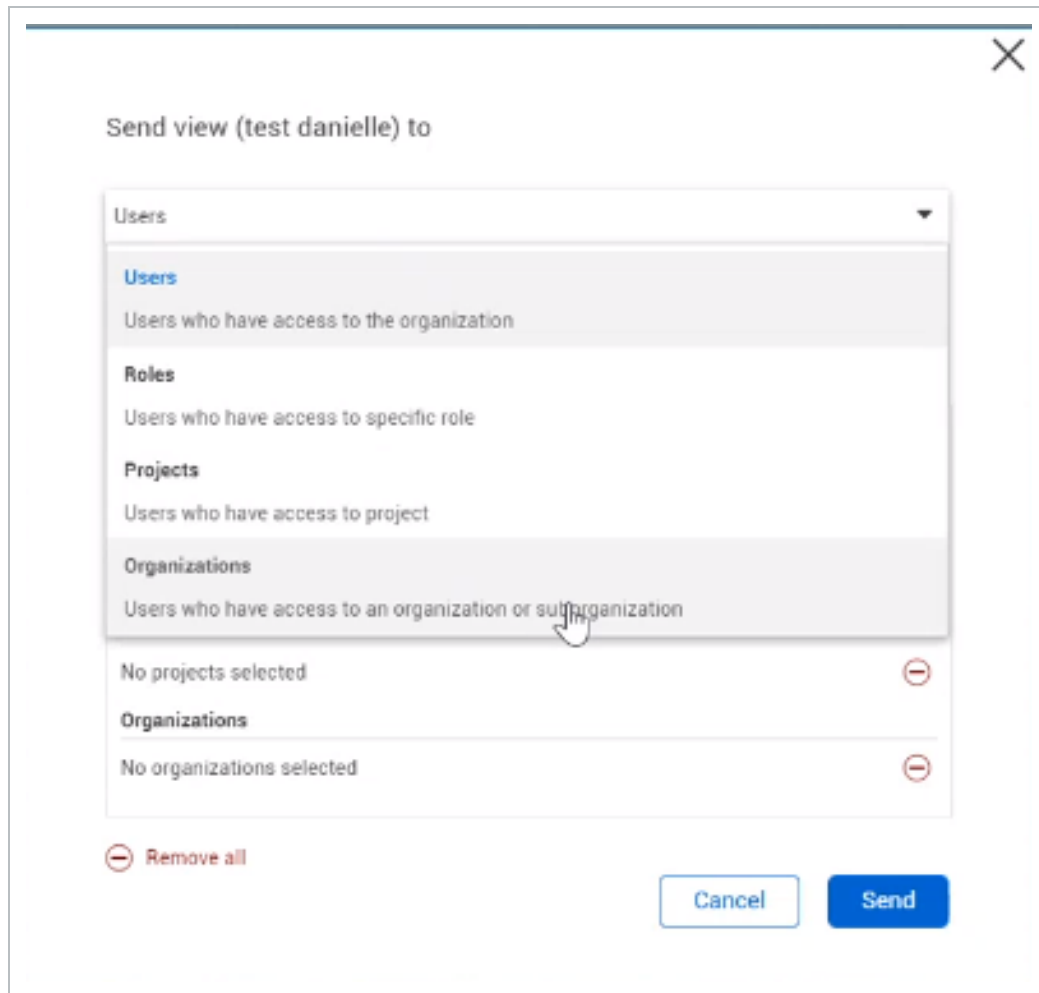 Send view (test danielle) to
Users
Users
Users who have access to the organization
Roles
Users who have access to specific role
Projects
Users who have access to project
Organizations
Users who have access to an organization or suborganization
No projects selected
Organizations
No organizations selected
Remove all
Cancel
Send